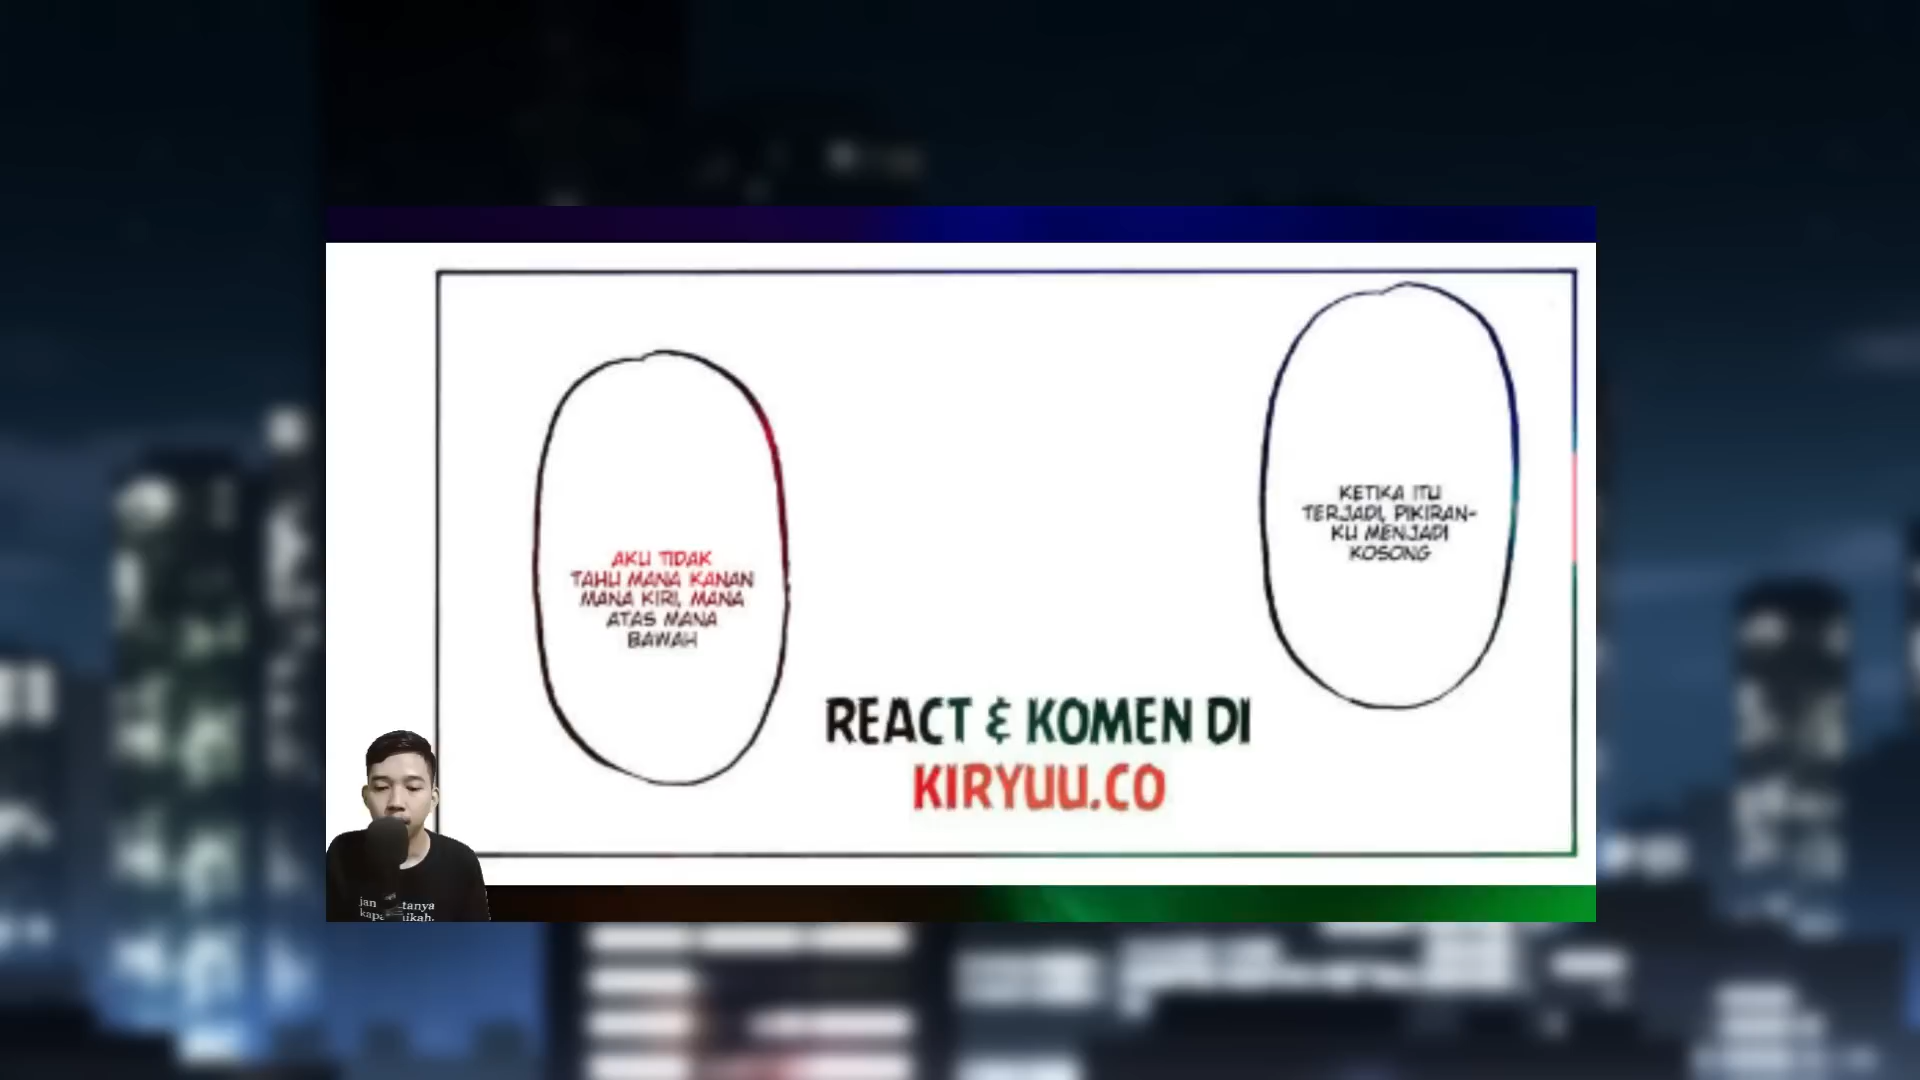 KETIKA ITU
TERJADI, PIKIRAN-
KU MENJADI
KOSONG
AKU TIDAK
TAHU MANA KANAN
MANA KIRI, MANA
ATAS MANA
BAWAH
REACT & KOMEN DI
KIRYUU.CO